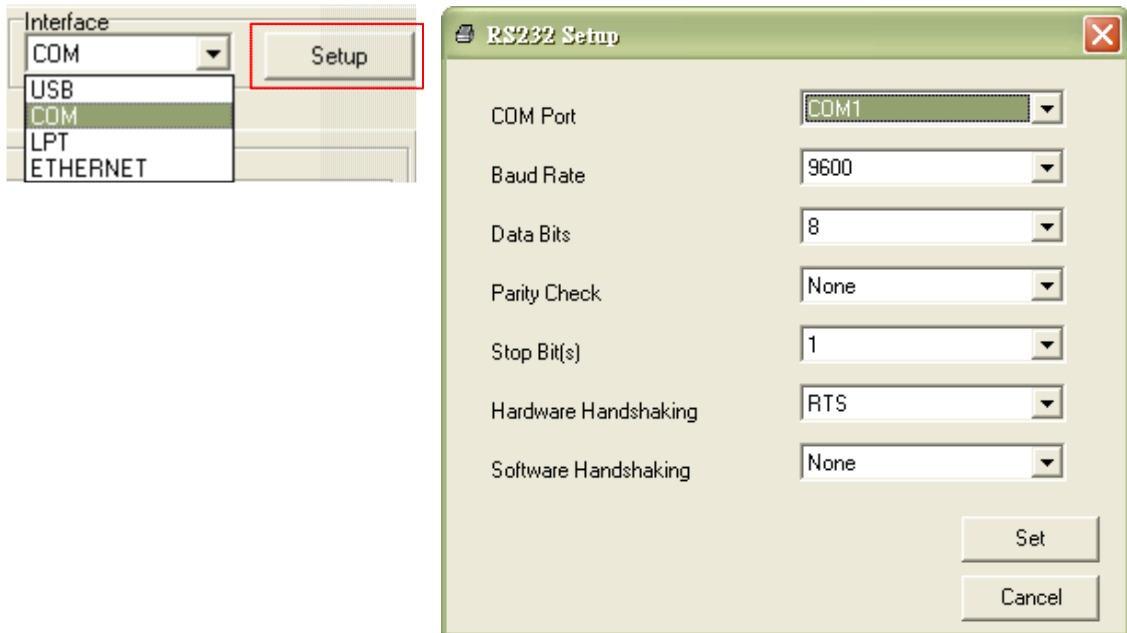 Interface
COM
Setup
USB
COM
LPT
ETHERNET
RS232 Setup
COM Port
COM1
Baud Rate
9600
Data Bits
8
Parity Check
None
Stop Bit(s)
1
Hardware Handshaking
RTS
Software Handshaking
None
Set
Cancel